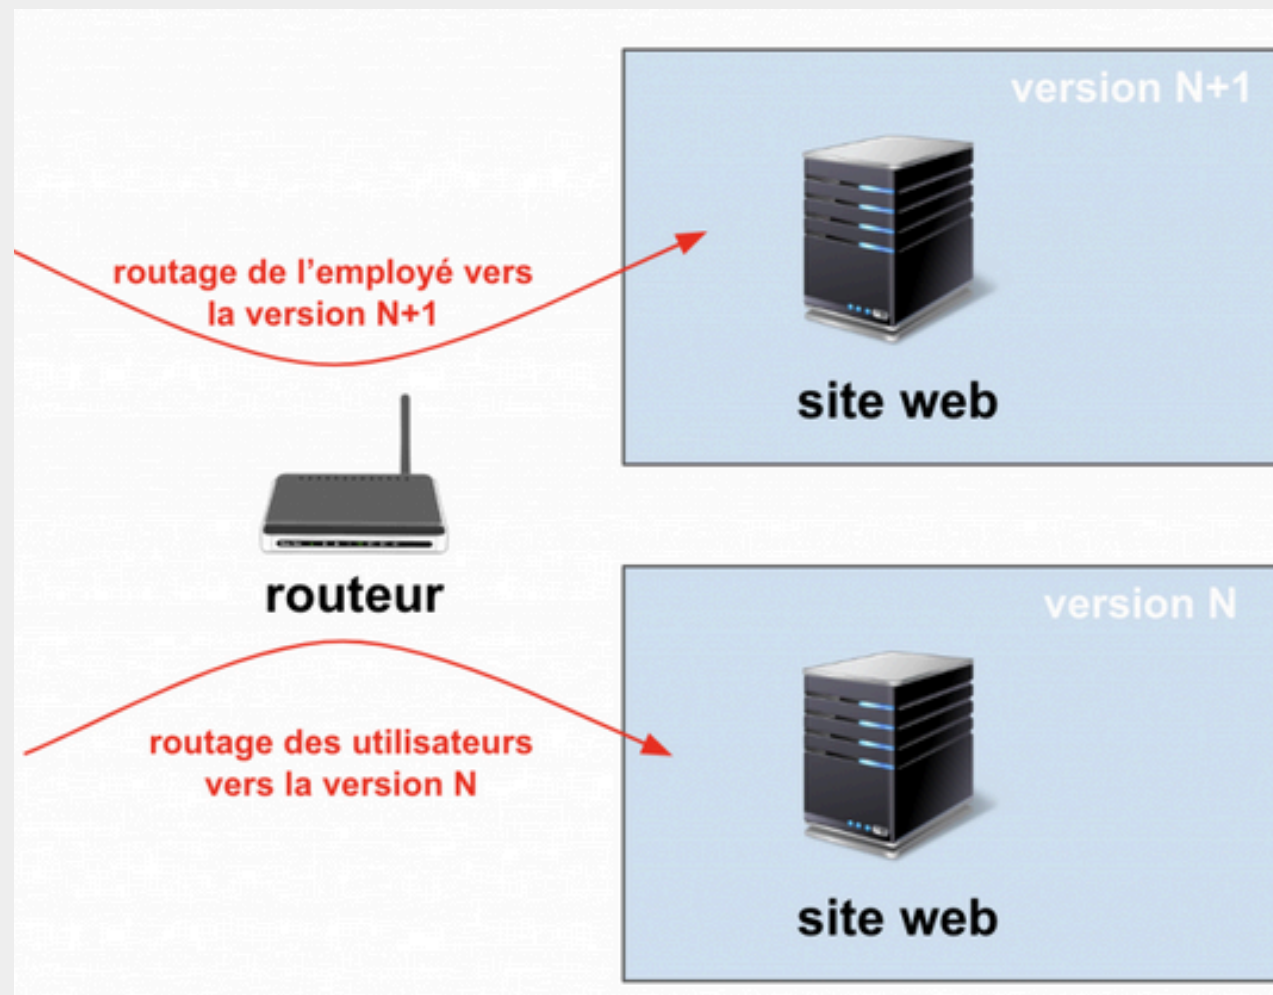 version N+1
routage de l’employé vers
la version N+1
site web
routeur
version N
routage des utilisateurs
vers la version N
site web